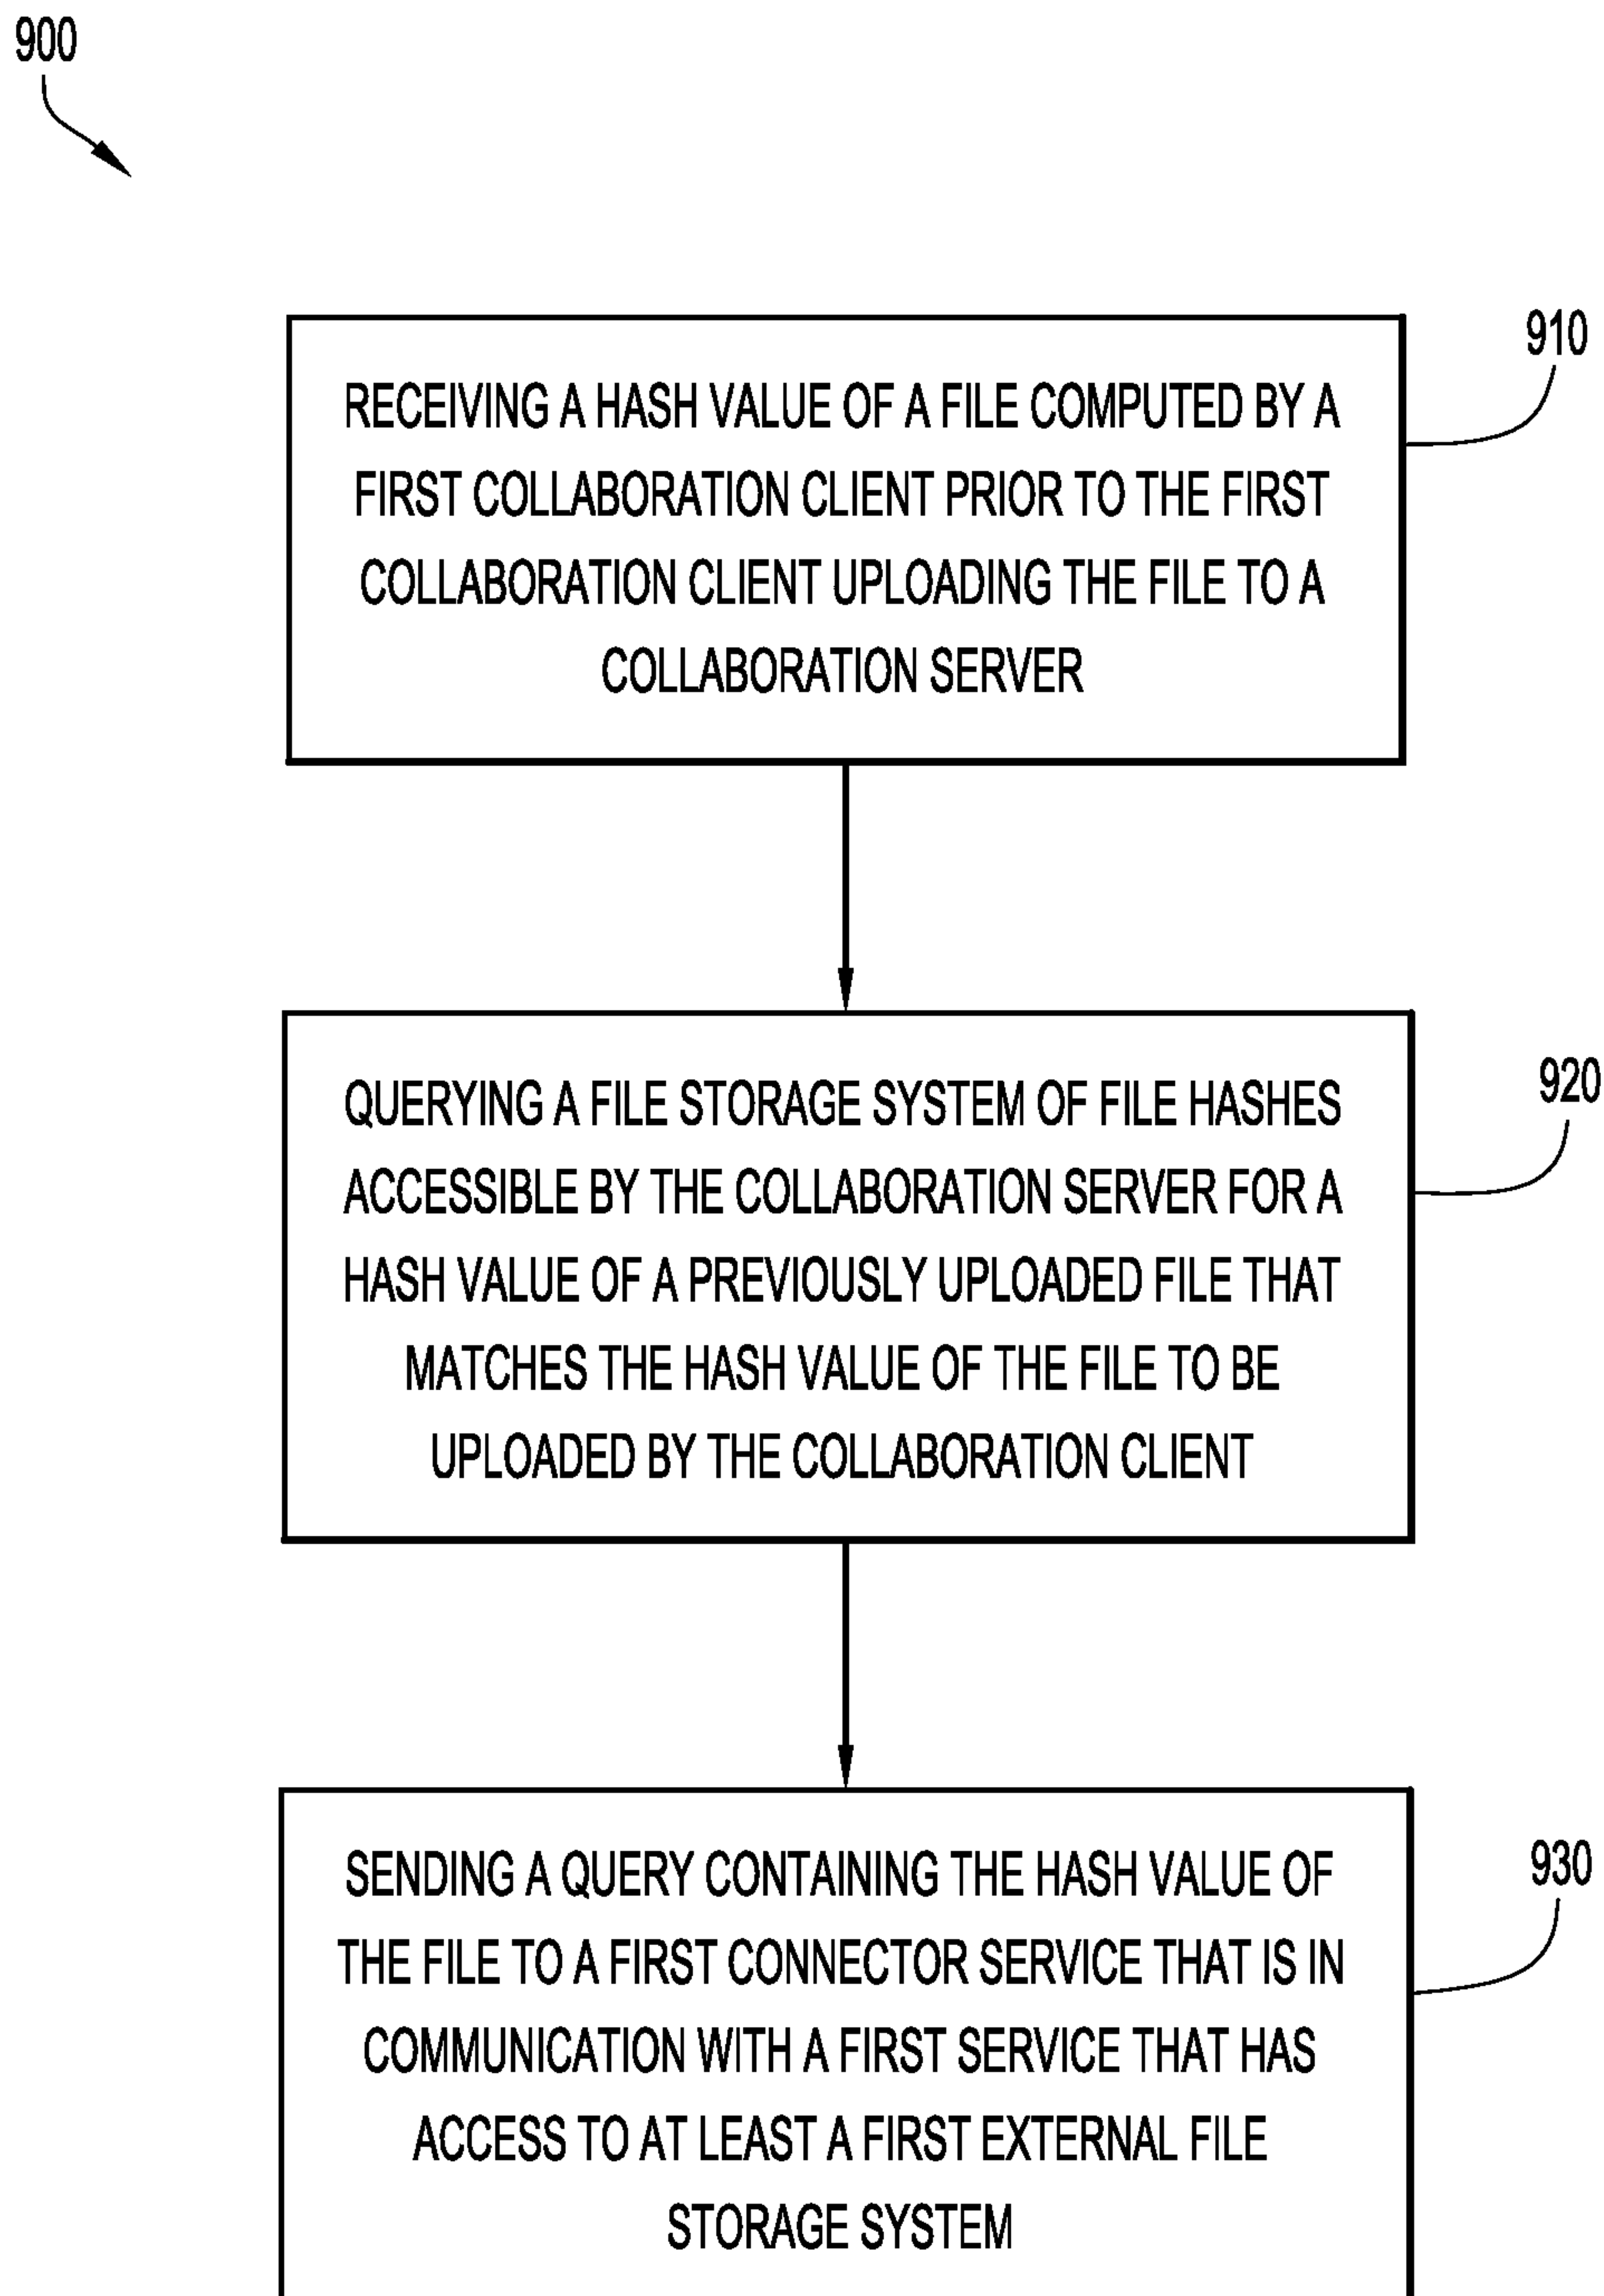 900
910
RECEIVING A HASH VALUE OF A FILE COMPUTED BY A
FIRST COLLABORATION CLIENT PRIOR TO THE FIRST
COLLABORATION CLIENT UPLOADING THE FILE TO A
COLLABORATION SERVER
920
QUERYING A FILE STORAGE SYSTEM OF FILE HASHES
ACCESSIBLE BY THE COLLABORATION SERVER FOR A
HASH VALUE OF A PREVIOUSLY UPLOADED FILE THAT
MATCHES THE HASH VALUE OF THE FILE TO BE
UPLOADED BY THE COLLABORATION CLIENT
930
SENDING A QUERY CONTAINING THE HASH VALUE OF
THE FILE TO A FIRST CONNECTOR SERVICE THAT IS IN
COMMUNICATION WITH A FIRST SERVICE THAT HAS
ACCESS TO AT LEAST A FIRST EXTERNAL FILE
STORAGE SYSTEM